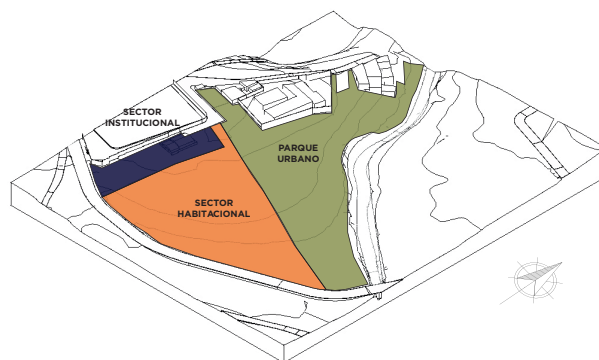 SECTOR
INSTITUCIONAL
PARQUE
URBANO
SECTOR
HABITACIONAL